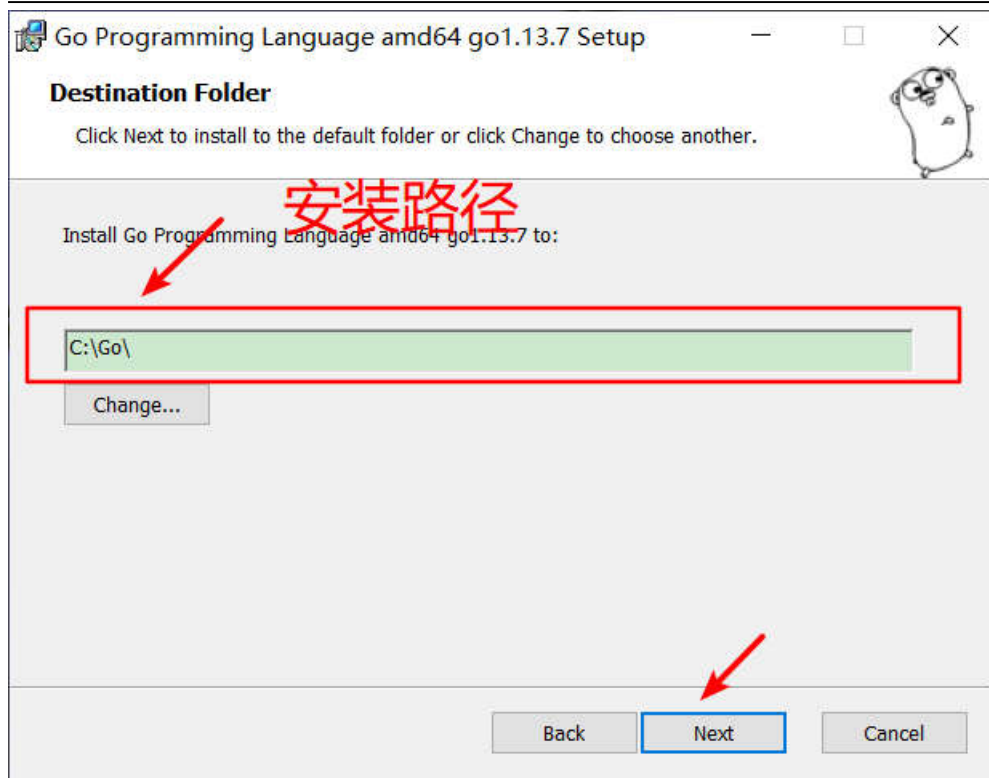 Go Programming Language amd64 go1.13.7 Setup
Destination Folder
Click Next to install to the default folder or click Change to choose another.
安装路径
Install Go Programming Language amd64 go1.13.7 to:
C:\Go\
Change...
Back Next Cancel